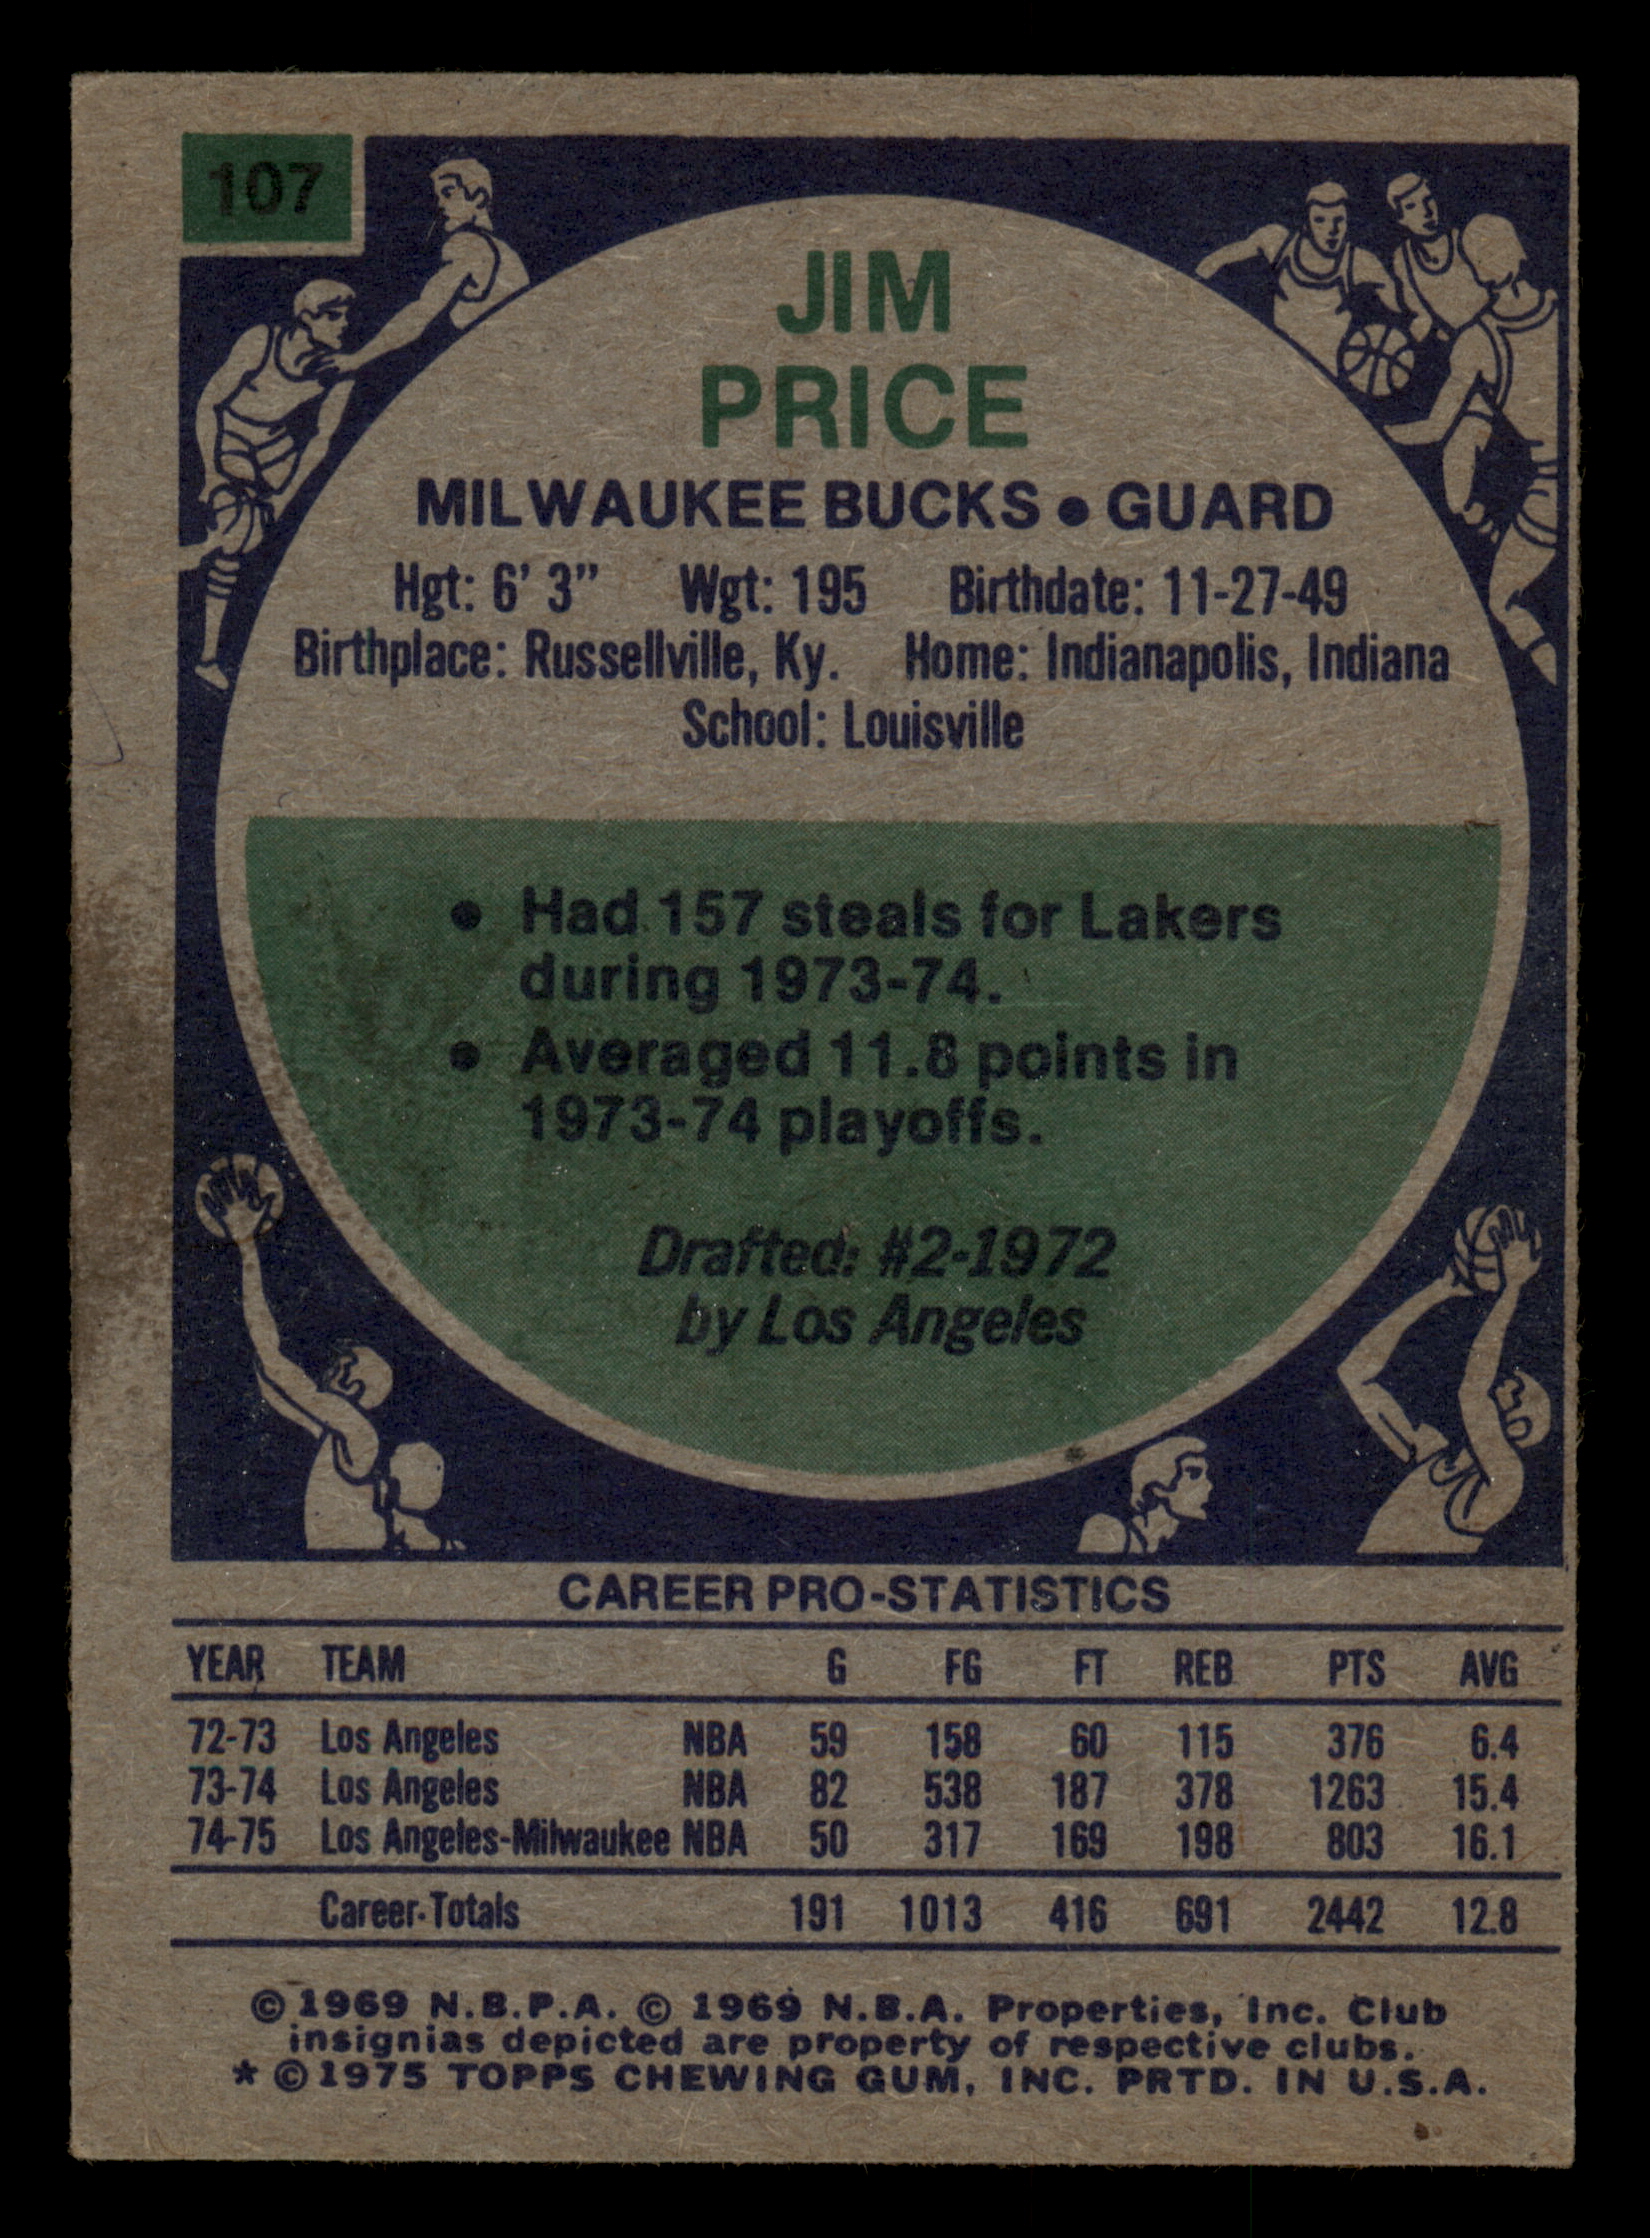 107
JIM
PRICE
MILWAUKEE BUCKS • GUARD
Hgt: 6' 3" Wgt: 195 Birthdate: 11-27-49
Birthplace: Russellville, Ky. Home: Indianapolis, Indiana
School: Louisville
• Had 157 steals for Lakers
during 1973-74.
• Averaged 11.8 points in
1973-74 playoffs.
Drafted: #2-1972
by Los Angeles
CAREER PRO-STATISTICS
YEAR TEAM G FG FT REB PTS AVG
72-73 Los Angeles NBA 59 158 60 115 376 6.4
73-74 Los Angeles NBA 82 538 187 378 1263 15.4
74-75 Los Angeles-Milwaukee NBA 50 317 169 198 803 16.1
Career-Totals 191 1013 416 691 2442 12.8
© 1969 N.B.P.A. © 1969 N.B.A. Properties, Inc. Club
insignias depicted are property of respective clubs.
* © 1975 TOPPS CHEWING GUM, INC. PRTD. IN U.S.A.